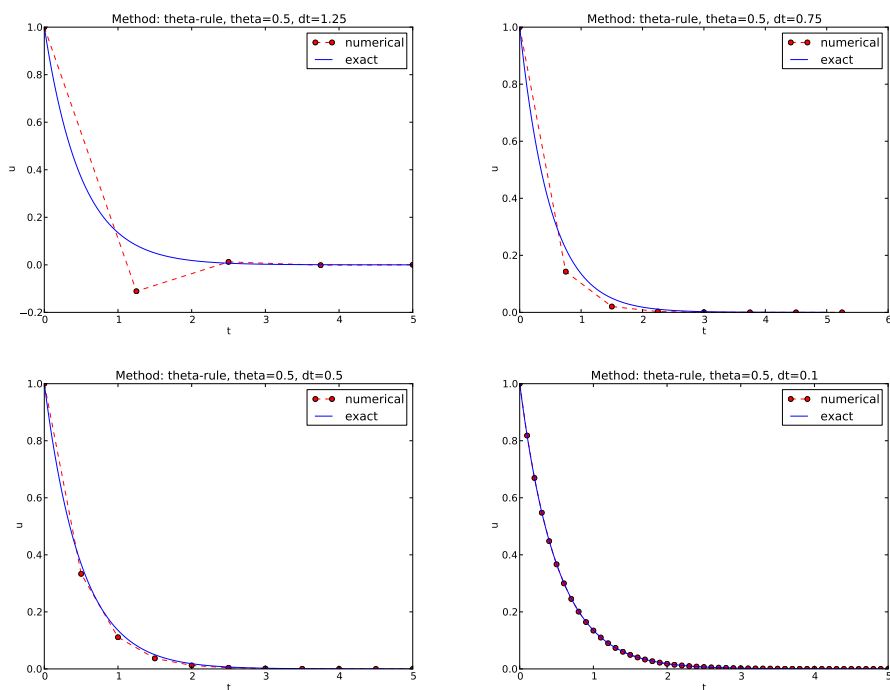 Method: theta-rule, theta=0.5, dt=1.25
1.0
0.8
0.6
0.4
0.2
0.0
−0.2
0
1
2
3
4
5
t
u
numerical
exact
Method: theta-rule, theta=0.5, dt=0.75
1.0
0.8
0.6
0.4
0.2
0.0
0
1
2
3
4
5
6
t
u
numerical
exact
Method: theta-rule, theta=0.5, dt=0.5
1.0
0.8
0.6
0.4
0.2
0.0
0
1
2
3
4
5
t
u
numerical
exact
Method: theta-rule, theta=0.5, dt=0.1
1.0
0.8
0.6
0.4
0.2
0.0
0
1
2
3
4
5
t
u
numerical
exact